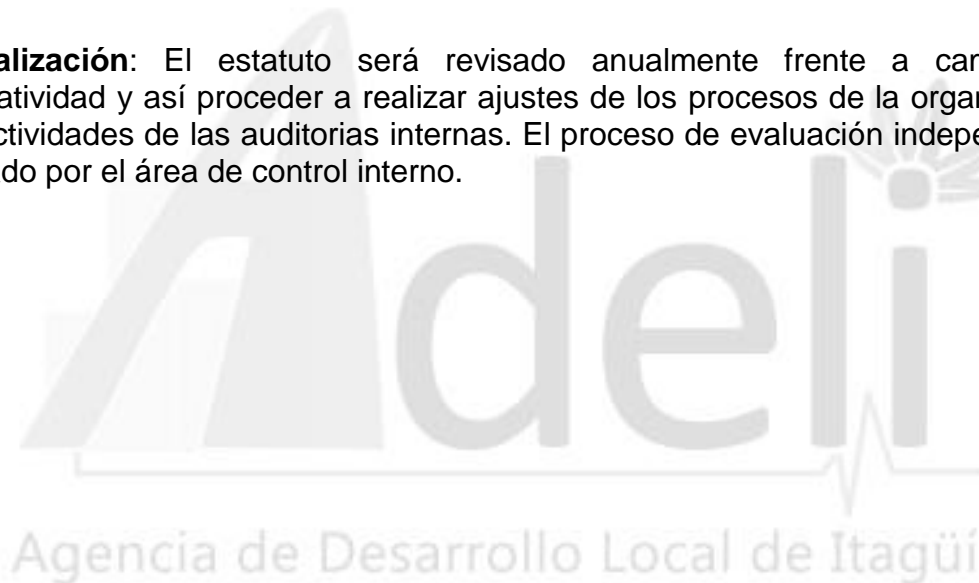 alización: El estatuto será revisado anualmente frente a car
atividad y así proceder a realizar ajustes de los procesos de la organ
ctividades de las auditorias internas. El proceso de evaluación indepe
do por el área de control interno.
Adeli
Agencia de Desarrollo Local de Itagüí